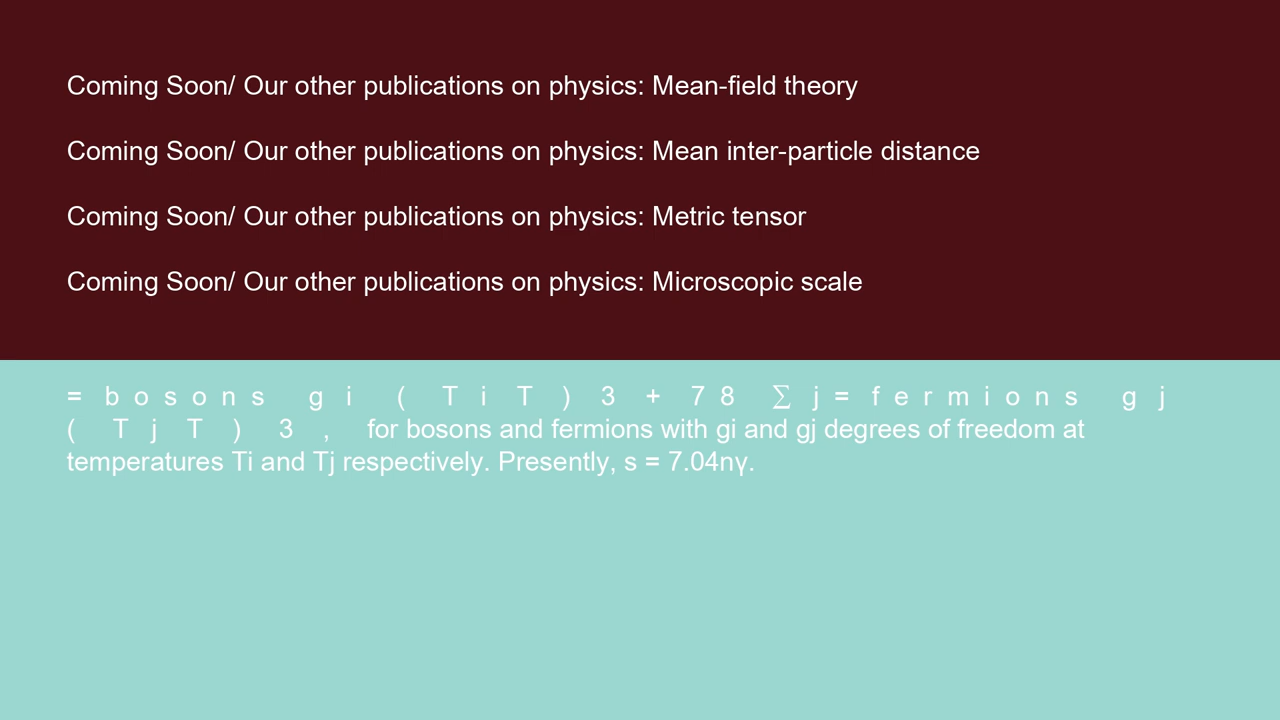 Coming Soon/ Our other publications on physics: Mean-field theory
Coming Soon/ Our other publications on physics: Mean inter-particle distance
Coming Soon/ Our other publications on physics: Metric tensor
Coming Soon/ Our other publications on physics: Microscopic scale
= b o s o n s g i ( T i T ) 3 + 7 8 ∑ j = f e r m i o n s g j
( T j T ) 3 , for bosons and fermions with gi and gj degrees of freedom at
temperatures Ti and Tj respectively. Presently, s = 7.04nγ.